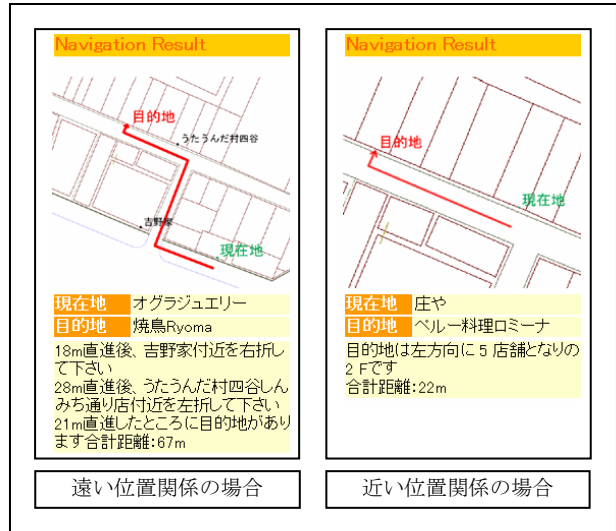 Navigation Result
目的地
うたうんだ村四谷
吉野家
現在地
現在地 オグラジュエリー
目的地 焼鳥Ryoma
18m直進後、吉野家付近を右折し
て下さい
28m直進後、うたうんだ村四谷しん
みち通り店付近を左折して下さい
21m直進したところに目的地があり
ます合計距離:67m
遠い位置関係の場合
Navigation Result
目的地
現在地
現在地 庄や
目的地 ペルー料理ロミーナ
目的地は左方向に 5 店舗となりの
2 Fです
合計距離:22m
近い位置関係の場合